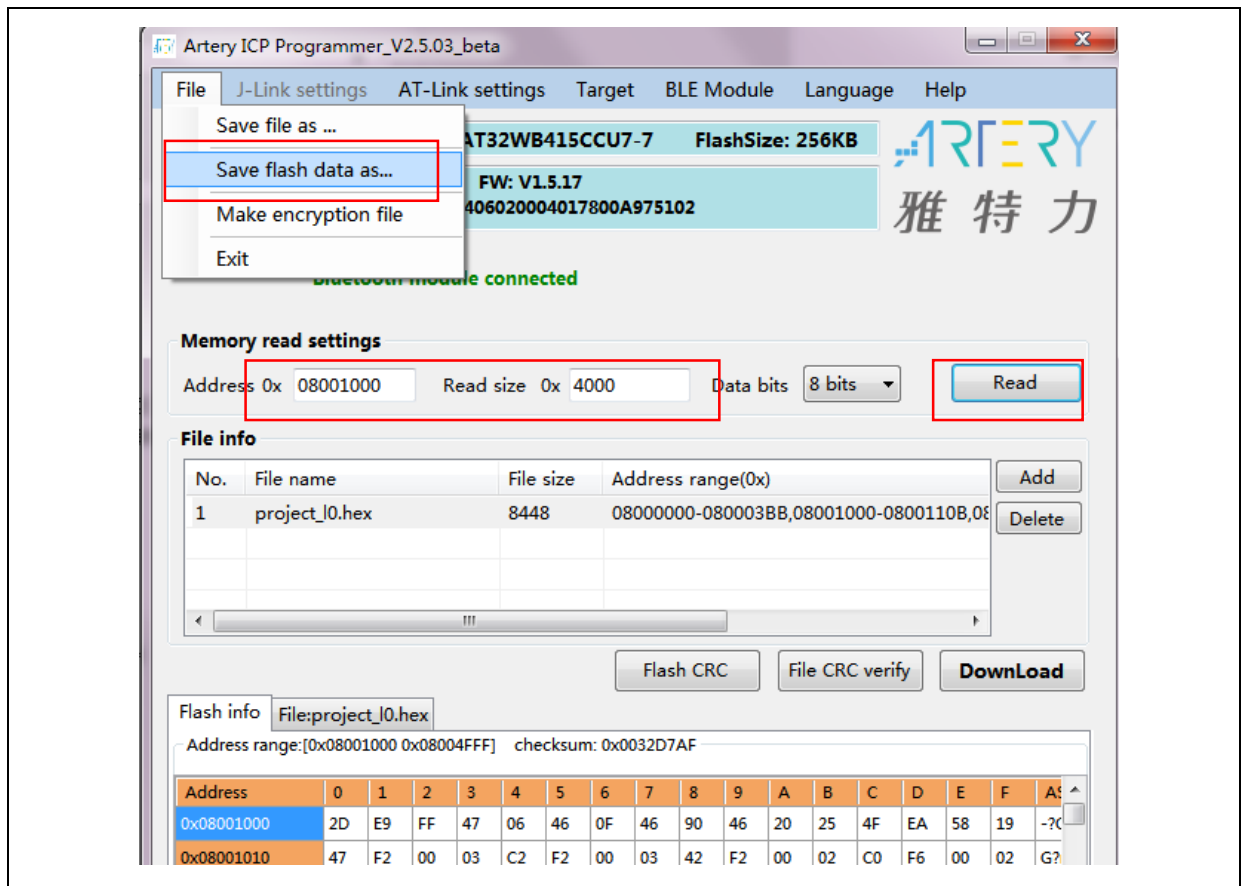 Artery ICP Programmer_V2.5.03_beta
File J-Link settings AT-Link settings Target BLE Module Language Help
Save file as ...
Save flash data as...
Make encryption file
Exit
AT32WB415CCU7-7 FlashSize: 256KB
FW: V1.5.17
406020004017800A975102
ARTERY
雅特力
Bluetooth module connected
Memory read settings
Address 0x 08001000 Read size 0x 4000 Data bits 8 bits Read
File info
No. File name File size Address range(0x) Add
1 project_l0.hex 8448 08000000-080003BB,08001000-0800110B,08 Delete
Flash CRC File CRC verify DownLoad
Flash info File:project_l0.hex
Address range:[0x08001000 0x08004FFF] checksum: 0x0032D7AF
Address 0 1 2 3 4 5 6 7 8 9 A B C D E F
0x08001000 2D E9 FF 47 06 46 0F 46 90 46 20 25 4F EA 58 19 -?
0x08001010 47 F2 00 03 C2 F2 00 03 42 F2 00 02 C0 F6 00 02 G?